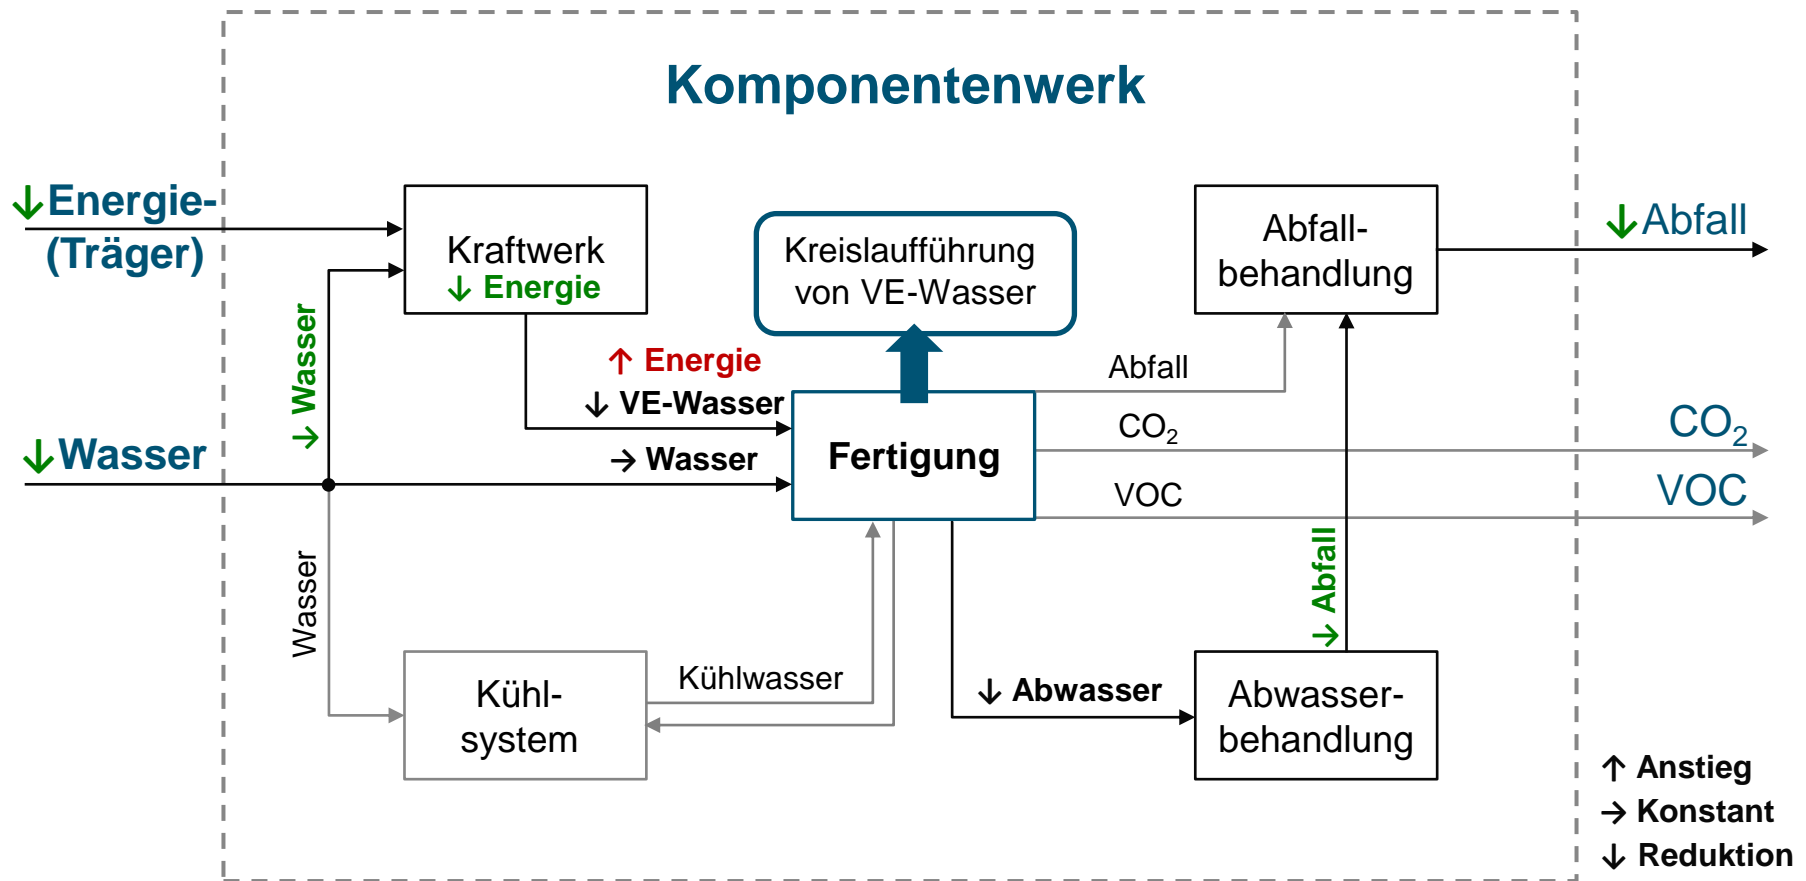 Komponentenwerk
↓Energie-
(Träger)
Kraftwerk
↓ Energie
Kreislaufführung
von VE-Wasser
Abfall-
behandlung
↓Abfall
→ Wasser
↑ Energie
↓ VE-Wasser
→ Wasser
↓Wasser
Fertigung
Abfall
CO₂
CO₂
VOC
VOC
Wasser
→ Abfall
Kühl-
system
Kühlwasser
↓ Abwasser
Abwasser-
behandlung
↑ Anstieg
→ Konstant
↓ Reduktion